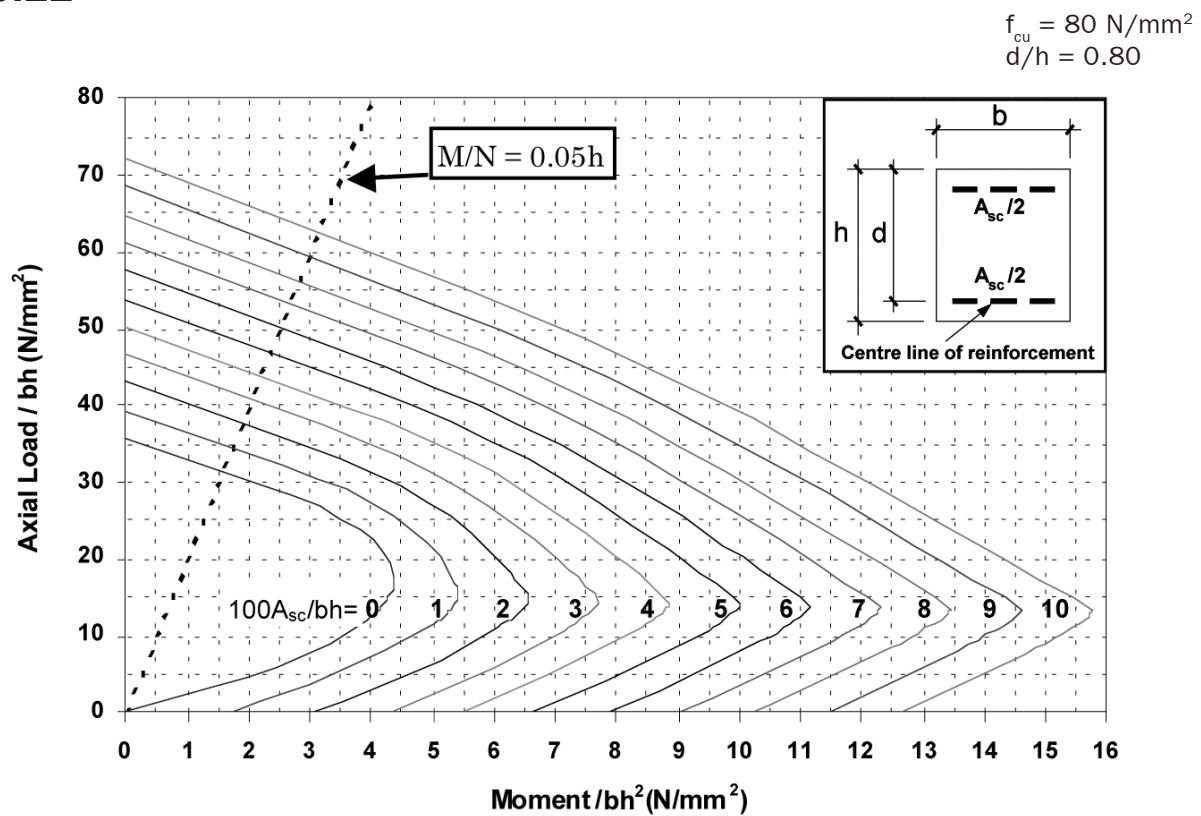 f_cu = 80 N/mm²
d/h = 0.80
80
70
60
50
40
30
20
10
0
Axial Load / bh (N/mm²)
M/N = 0.05h
b
h
d
A_sc/2
A_sc/2
Centre line of reinforcement
100A_sc/bh= 0 1 2 3 4 5 6 7 8 9 10
0 1 2 3 4 5 6 7 8 9 10 11 12 13 14 15 16
Moment/bh²(N/mm²)